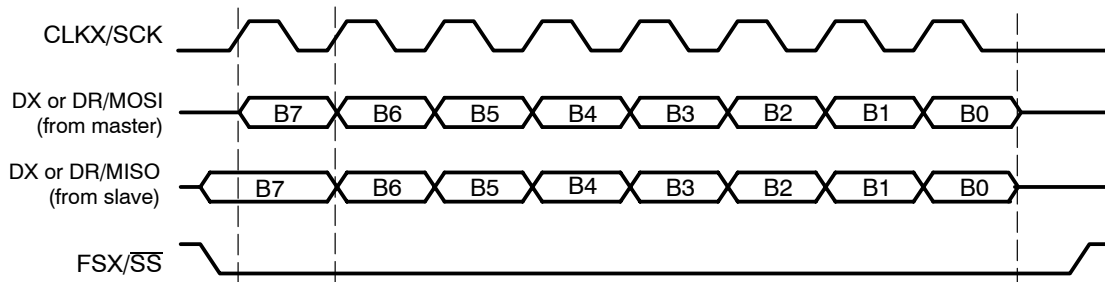 CLKX/SCK
DX or DR/MOSI
(from master)
B7 B6 B5 B4 B3 B2 B1 B0
DX or DR/MISO
(from slave)
B7 B6 B5 B4 B3 B2 B1 B0
FSX/S̅S̅